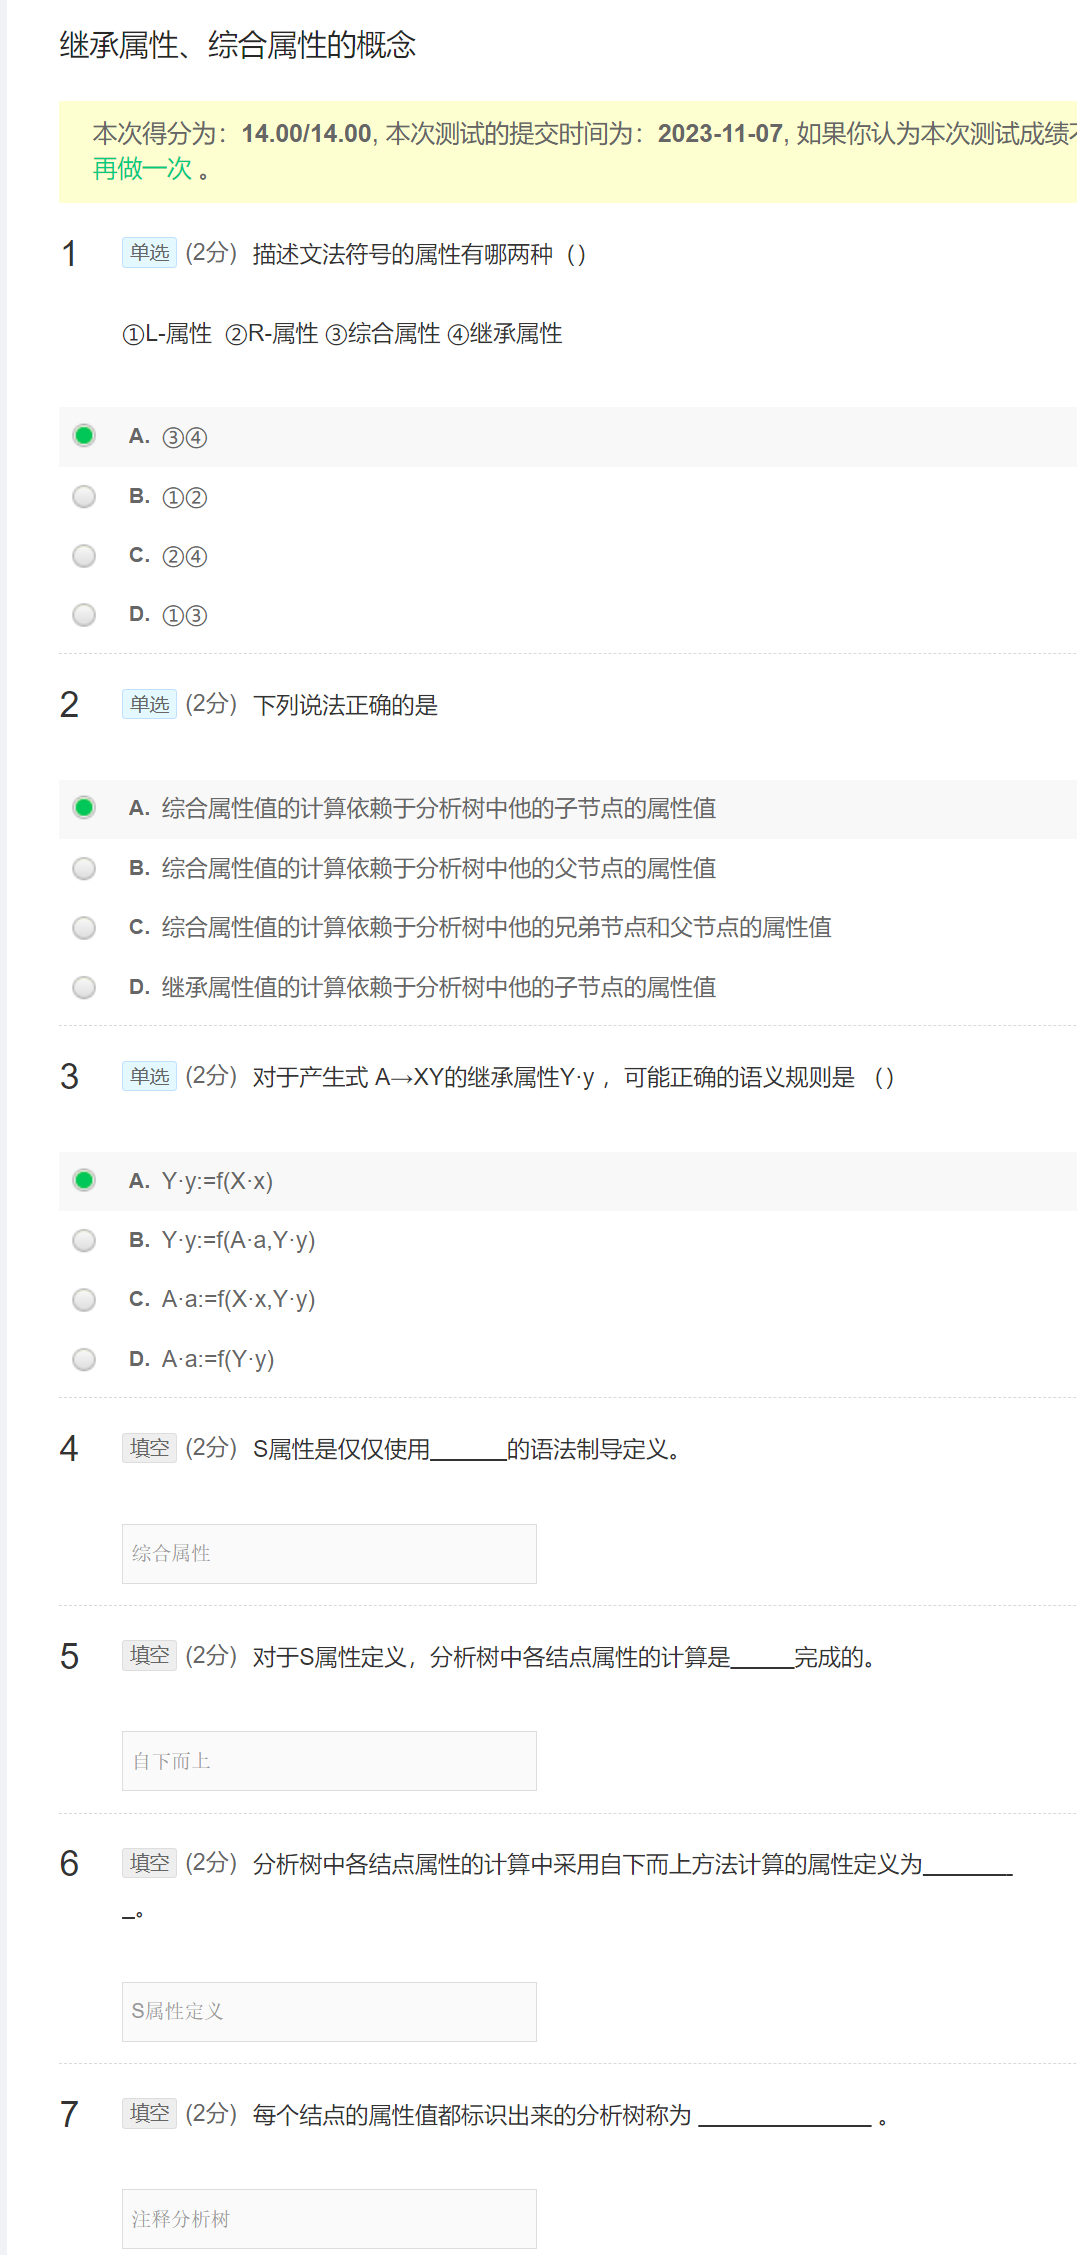 继承属性、综合属性的概念
本次得分为：14.00/14.00, 本次测试的提交时间为：2023-11-07, 如果你认为本次测试成绩
再做一次 。
1 单选 (2分) 描述文法符号的属性有哪两种（）
①L-属性 ②R-属性 ③综合属性 ④继承属性
A. ③④
B. ①②
C. ②④
D. ①③
2 单选 (2分) 下列说法正确的是
A. 综合属性值的计算依赖于分析树中他的子节点的属性值
B. 综合属性值的计算依赖于分析树中他的父节点的属性值
C. 综合属性值的计算依赖于分析树中他的兄弟节点和父节点的属性值
D. 继承属性值的计算依赖于分析树中他的子节点的属性值
3 单选 (2分) 对于产生式 A→XY的继承属性Y·y ，可能正确的语义规则是 （）
A. Y·y:=f(X·x)
B. Y·y:=f(A·a,Y·y)
C. A·a:=f(X·x,Y·y)
D. A·a:=f(Y·y)
4 填空 (2分) S属性是仅仅使用______的语法制导定义。
综合属性
5 填空 (2分) 对于S属性定义，分析树中各结点属性的计算是_____完成的。
自下而上
6 填空 (2分) 分析树中各结点属性的计算中采用自下而上方法计算的属性定义为_______
_。
S属性定义
7 填空 (2分) 每个结点的属性值都标识出来的分析树称为 ______________ 。
注释分析树